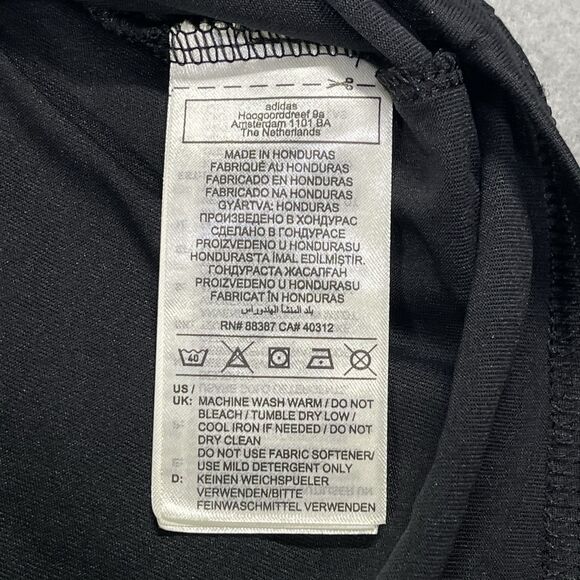 adidas
Hoogoorddreef 9a
Amsterdam 1101 BA
The Netherlands
MADE IN HONDURAS
FABRIQUÉ AU HONDURAS
FABRICADO EN HONDURAS
FABRICADO NA HONDURAS
GYÁRTVA: HONDURAS
ПРОИЗВЕДЕНО В ХОНДУРАС
СДЕЛАНО В ГОНДУРАСЕ
PROIZVEDENO U HONDURASU
HONDURAS'TA İMAL EDİLMİŞTİR.
ГОНДУРАСТА ЖАСАЛҒАН
PROIZVEDENO U HONDURASU
FABRICAT ÎN HONDURAS
بلد المنشأ الهندوراس
RN# 88387 CA# 40312
40
US /
UK: MACHINE WASH WARM / DO NOT
BLEACH / TUMBLE DRY LOW /
COOL IRON IF NEEDED / DO NOT
DRY CLEAN
DO NOT USE FABRIC SOFTENER/
USE MILD DETERGENT ONLY
D: KEINEN WEICHSPUELER
VERWENDEN/BITTE
FEINWASCHMITTEL VERWENDEN